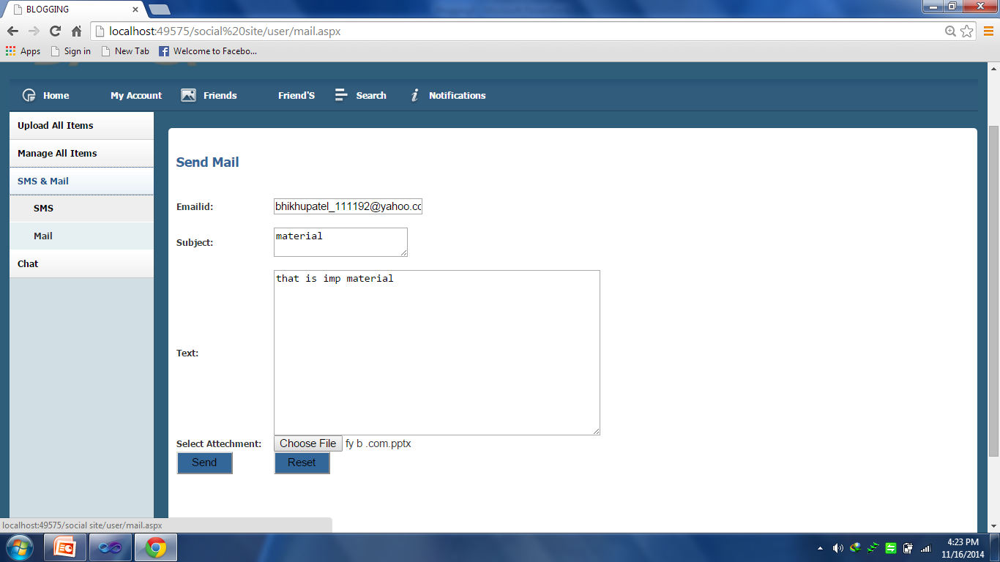 BLOGGING
localhost:49575/social%20site/user/mail.aspx
Apps Sign in New Tab Welcome to Facebo...
Home My Account Friends Friend'S Search Notifications
Upload All Items
Manage All Items
SMS & Mail
SMS
Mail
Chat
Send Mail
Emailid: bhikhupatel_111192@yahoo.cc
Subject: material
Text: that is imp material
Select Attechment: Choose File fy b .com.pptx
Send Reset
localhost:49575/social site/user/mail.aspx
4:23 PM
11/16/2014